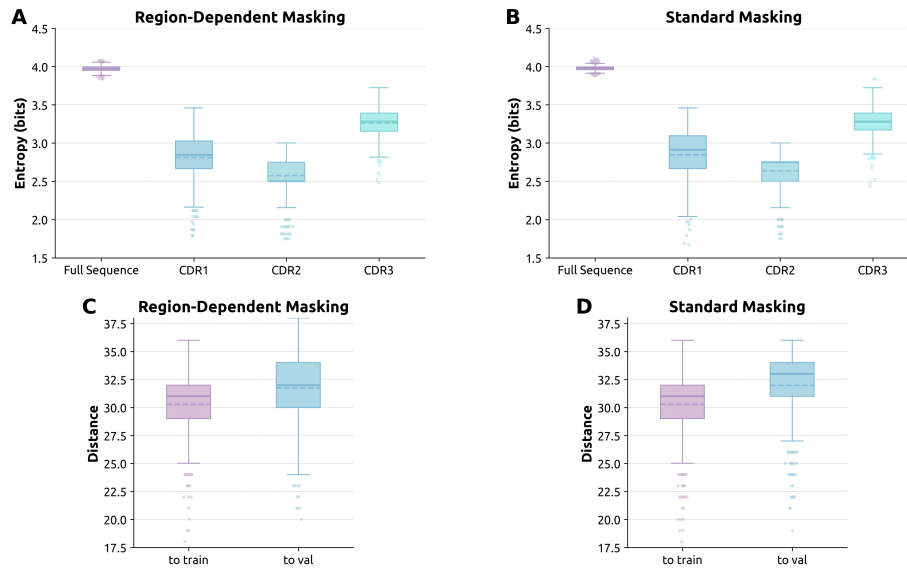 A
Region-Dependent Masking
Entropy (bits)
4.5
4.0
3.5
3.0
2.5
2.0
1.5
Full Sequence
CDR1
CDR2
CDR3
B
Standard Masking
Entropy (bits)
4.5
4.0
3.5
3.0
2.5
2.0
1.5
Full Sequence
CDR1
CDR2
CDR3
C
Region-Dependent Masking
Distance
37.5
35.0
32.5
30.0
27.5
25.0
22.5
20.0
17.5
to train
to val
D
Standard Masking
Distance
37.5
35.0
32.5
30.0
27.5
25.0
22.5
20.0
17.5
to train
to val